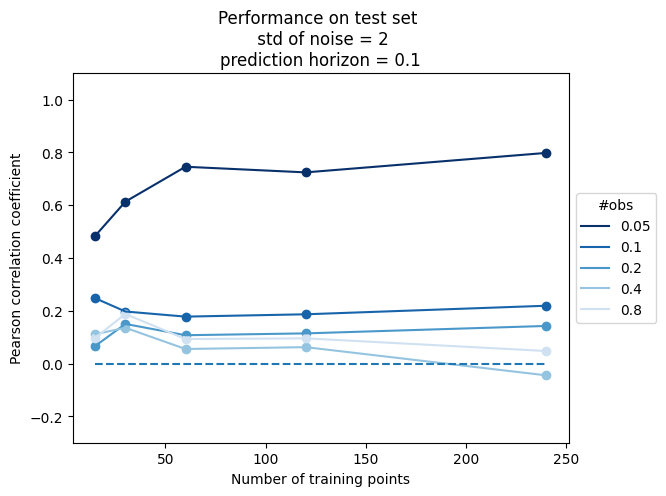 Performance on test set
std of noise = 2
prediction horizon = 0.1
1.0
0.8
0.6
0.4
0.2
0.0
−0.2
Pearson correlation coefficient
50
100
150
200
250
Number of training points
#obs
0.05
0.1
0.2
0.4
0.8